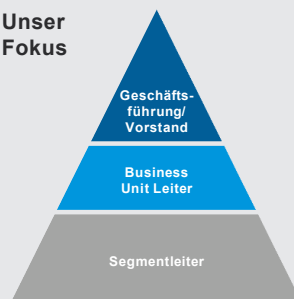 Unser
Fokus
Geschäfts-
führung/
Vorstand
Business
Unit Leiter
Segmentleiter